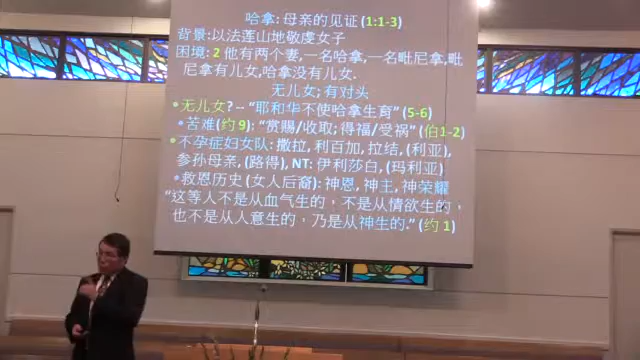 哈拿: 母亲的见证 (1:1-3)
背景:以法莲山地敬虔女子
困境: 2 他有两个妻,一名哈拿,一名毗尼拿,毗
尼拿有儿女,哈拿没有儿女.
无儿女; 有对头
•无儿女? -- “耶和华不使哈拿生育” (5-6)
•苦难(约 9): “赏赐/收取; 得福/受祸” (伯1-2)
•不孕症妇女队: 撒拉, 利百加, 拉结, (利亚),
参孙母亲, (路得), NT: 伊利莎白, (玛利亚)
•救恩历史 (女人后裔): 神恩, 神主, 神荣耀
“这等人不是从血气生的，不是从情欲生的，
也不是从人意生的，乃是从神生的.” (约 1)